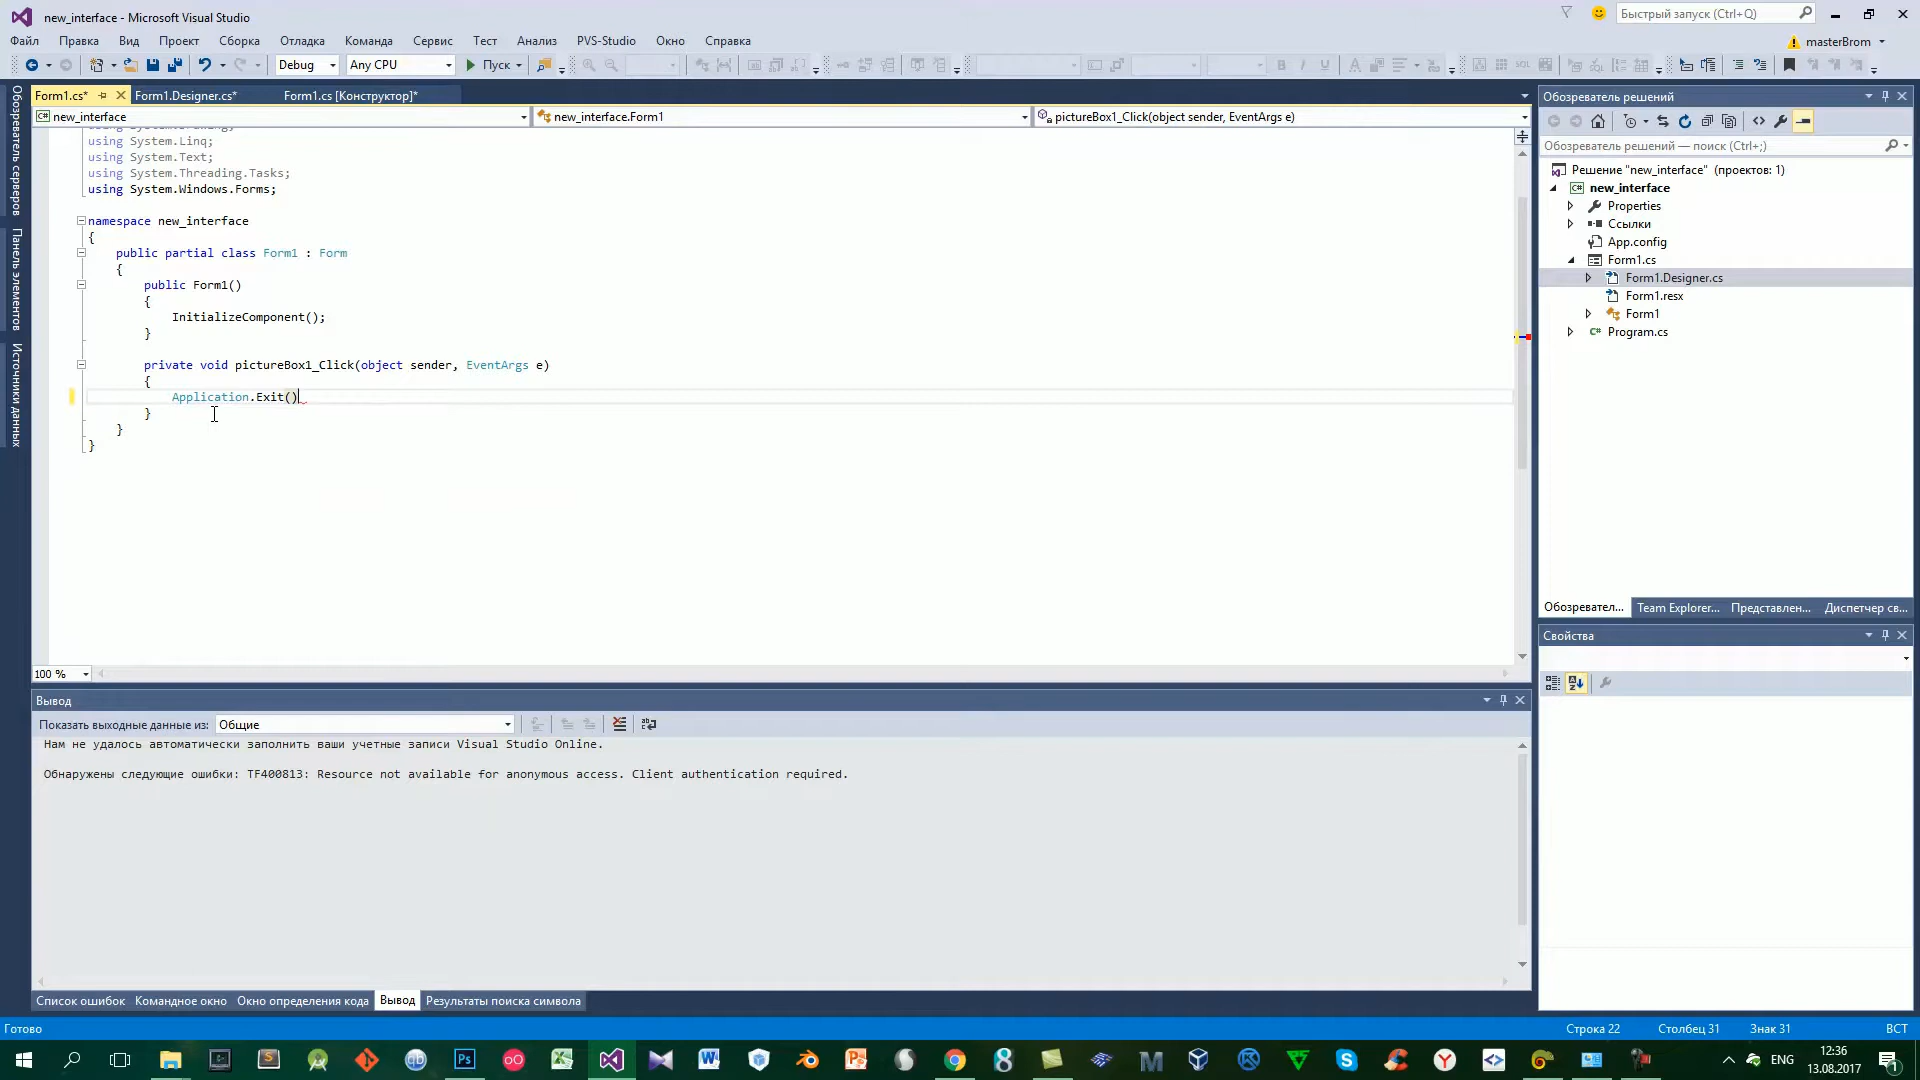 new_interface - Microsoft Visual Studio
Быстрый запуск (Ctrl+Q)
Файл Правка Вид Проект Сборка Отладка Команда Сервис Тест Анализ PVS-Studio Окно Справка
masterBrom
Debug Any CPU Пуск
Form1.cs* Form1.Designer.cs* Form1.cs [Конструктор]*
new_interface new_interface.Form1 pictureBox1_Click(object sender, EventArgs e)
Обозреватель серверов
Панель элементов
Источники данных
using System.Drawing;
using System.Linq;
using System.Text;
using System.Threading.Tasks;
using System.Windows.Forms;
namespace new_interface
{
public partial class Form1 : Form
{
public Form1()
{
InitializeComponent();
}
private void pictureBox1_Click(object sender, EventArgs e)
{
Application.Exit()
}
}
}
100 %
Вывод
Показать выходные данные из: Общие
Нам не удалось автоматически заполнить ваши учетные записи Visual Studio Online.
Обнаружены следующие ошибки: TF400813: Resource not available for anonymous access. Client authentication required.
Список ошибок Командное окно Окно определения кода Вывод Результаты поиска символа
Обозреватель решений
Обозреватель решений — поиск (Ctrl+;)
Решение "new_interface" (проектов: 1)
new_interface
Properties
Ссылки
App.config
Form1.cs
Form1.Designer.cs
Form1.resx
Form1
Program.cs
Обозревател... Team Explorer... Представлен... Диспетчер св...
Свойства
Готово Строка 22 Столбец 31 Знак 31 ВСТ
ENG 12:36
13.08.2017